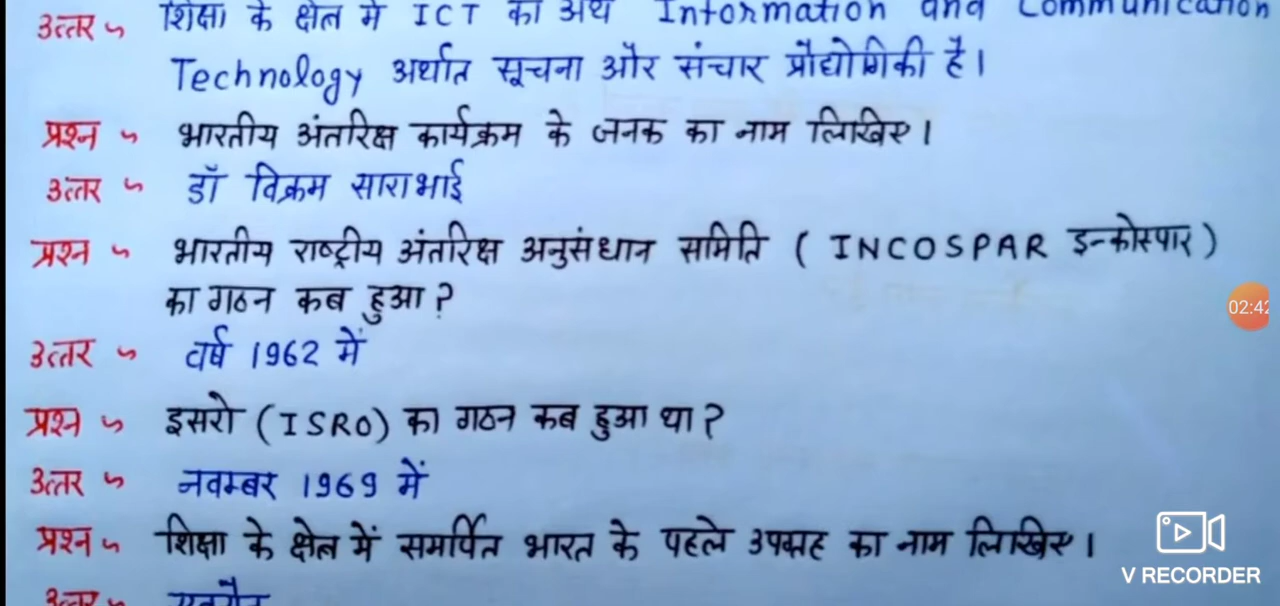 उत्तर शिक्षा के क्षेत्र में ICT का अर्थ Information and Communication
Technology अर्थात सूचना और संचार प्रौद्योगिकी है।
प्रश्न भारतीय अंतरिक्ष कार्यक्रम के जनक का नाम लिखिए।
उत्तर डॉ विक्रम साराभाई
प्रश्न भारतीय राष्ट्रीय अंतरिक्ष अनुसंधान समिति ( INCOSPAR इन्कोस्पार )
का गठन कब हुआ ?
उत्तर वर्ष 1962 में
प्रश्न इसरो (ISRO) का गठन कब हुआ था ?
उत्तर नवम्बर 1969 में
प्रश्न शिक्षा के क्षेत्र में समर्पित भारत के पहले उपग्रह का नाम लिखिए।
उत्तर
02:42
V RECORDER